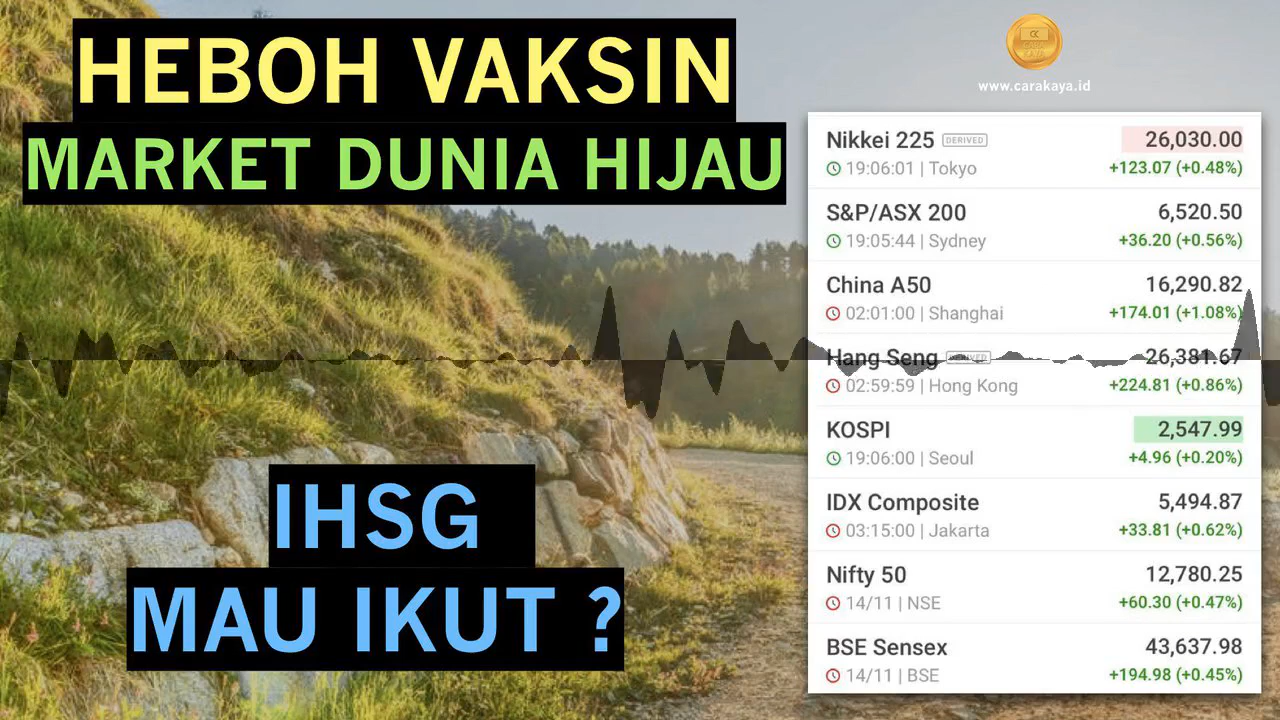 HEBOH VAKSIN
MARKET DUNIA HIJAU
IHSG
MAU IKUT ?
www.carakaya.id
Nikkei 225 DERIVED 26,030.00
19:06:01 | Tokyo +123.07 (+0.48%)
S&P/ASX 200 6,520.50
19:05:44 | Sydney +36.20 (+0.56%)
China A50 16,290.82
02:01:00 | Shanghai +174.01 (+1.08%)
Hang Seng DERIVED 26,381.67
02:59:59 | Hong Kong +224.81 (+0.86%)
KOSPI 2,547.99
19:06:00 | Seoul +4.96 (+0.20%)
IDX Composite 5,494.87
03:15:00 | Jakarta +33.81 (+0.62%)
Nifty 50 12,780.25
14/11 | NSE +60.30 (+0.47%)
BSE Sensex 43,637.98
14/11 | BSE +194.98 (+0.45%)